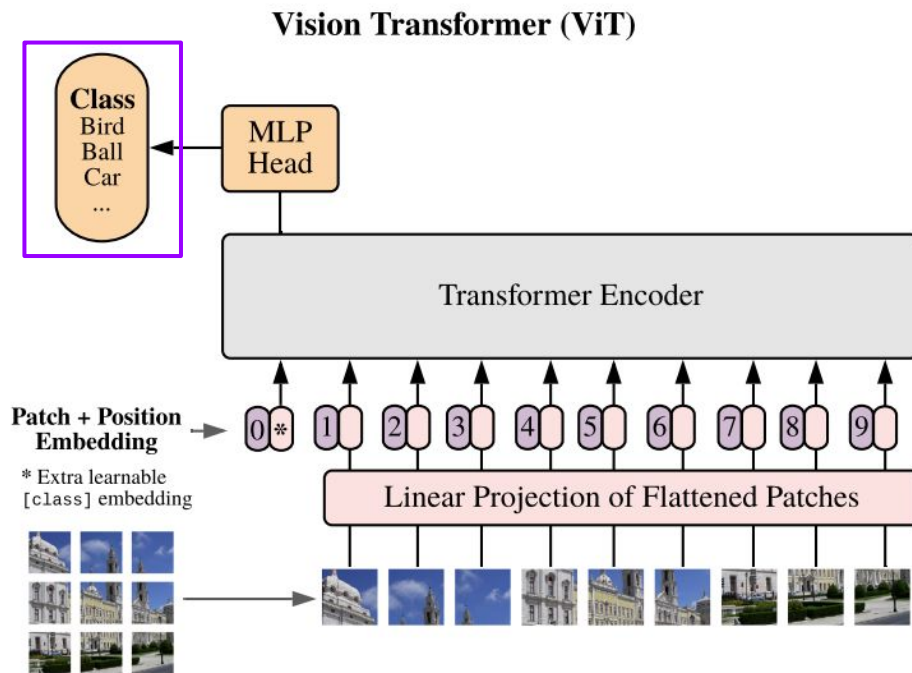 Vision Transformer (ViT)
Class
Bird
Ball
Car
...
MLP
Head
Transformer Encoder
Patch + Position
Embedding
0 * 1 2 3 4 5 6 7 8 9
* Extra learnable
[class] embedding
Linear Projection of Flattened Patches